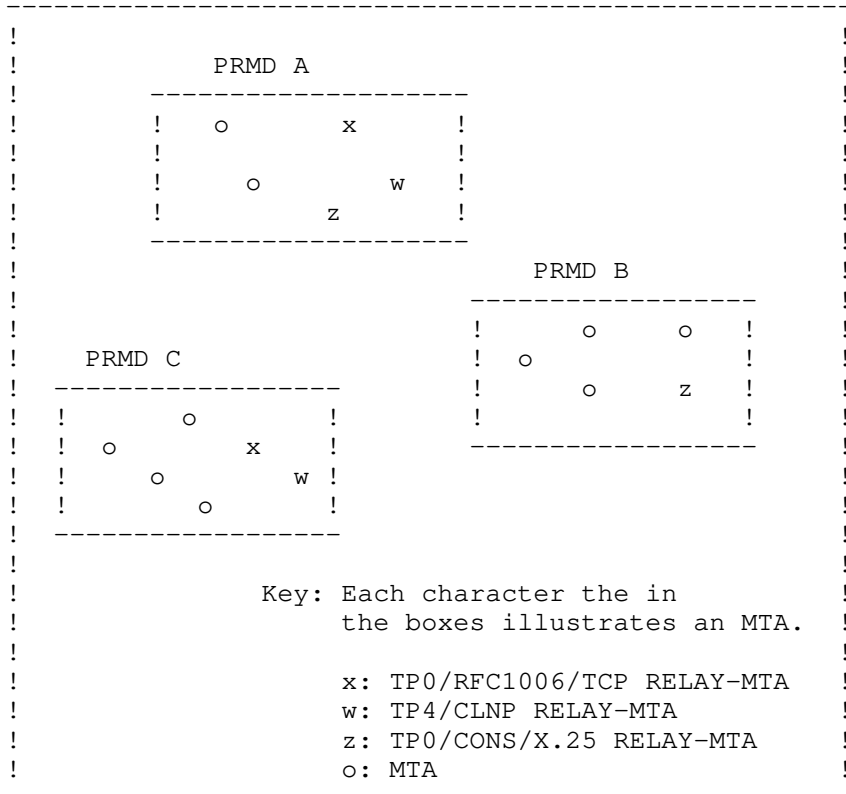 -----------------------------------------------------
! !
! PRMD A !
! -------------------- !
! ! o x ! !
! ! ! !
! ! o w ! !
! ! z ! !
! -------------------- !
! PRMD B !
! ------------------ !
! ! o o ! !
! PRMD C ! o ! !
! ------------------ ! o z ! !
! ! o ! ! ! !
! ! o x ! ------------------ !
! ! o w ! !
! ! o ! !
! ------------------ !
! !
! Key: Each character the in !
! the boxes illustrates an MTA. !
! !
! x: TP0/RFC1006/TCP RELAY-MTA !
! w: TP4/CLNP RELAY-MTA !
! z: TP0/CONS/X.25 RELAY-MTA !
! o: MTA !